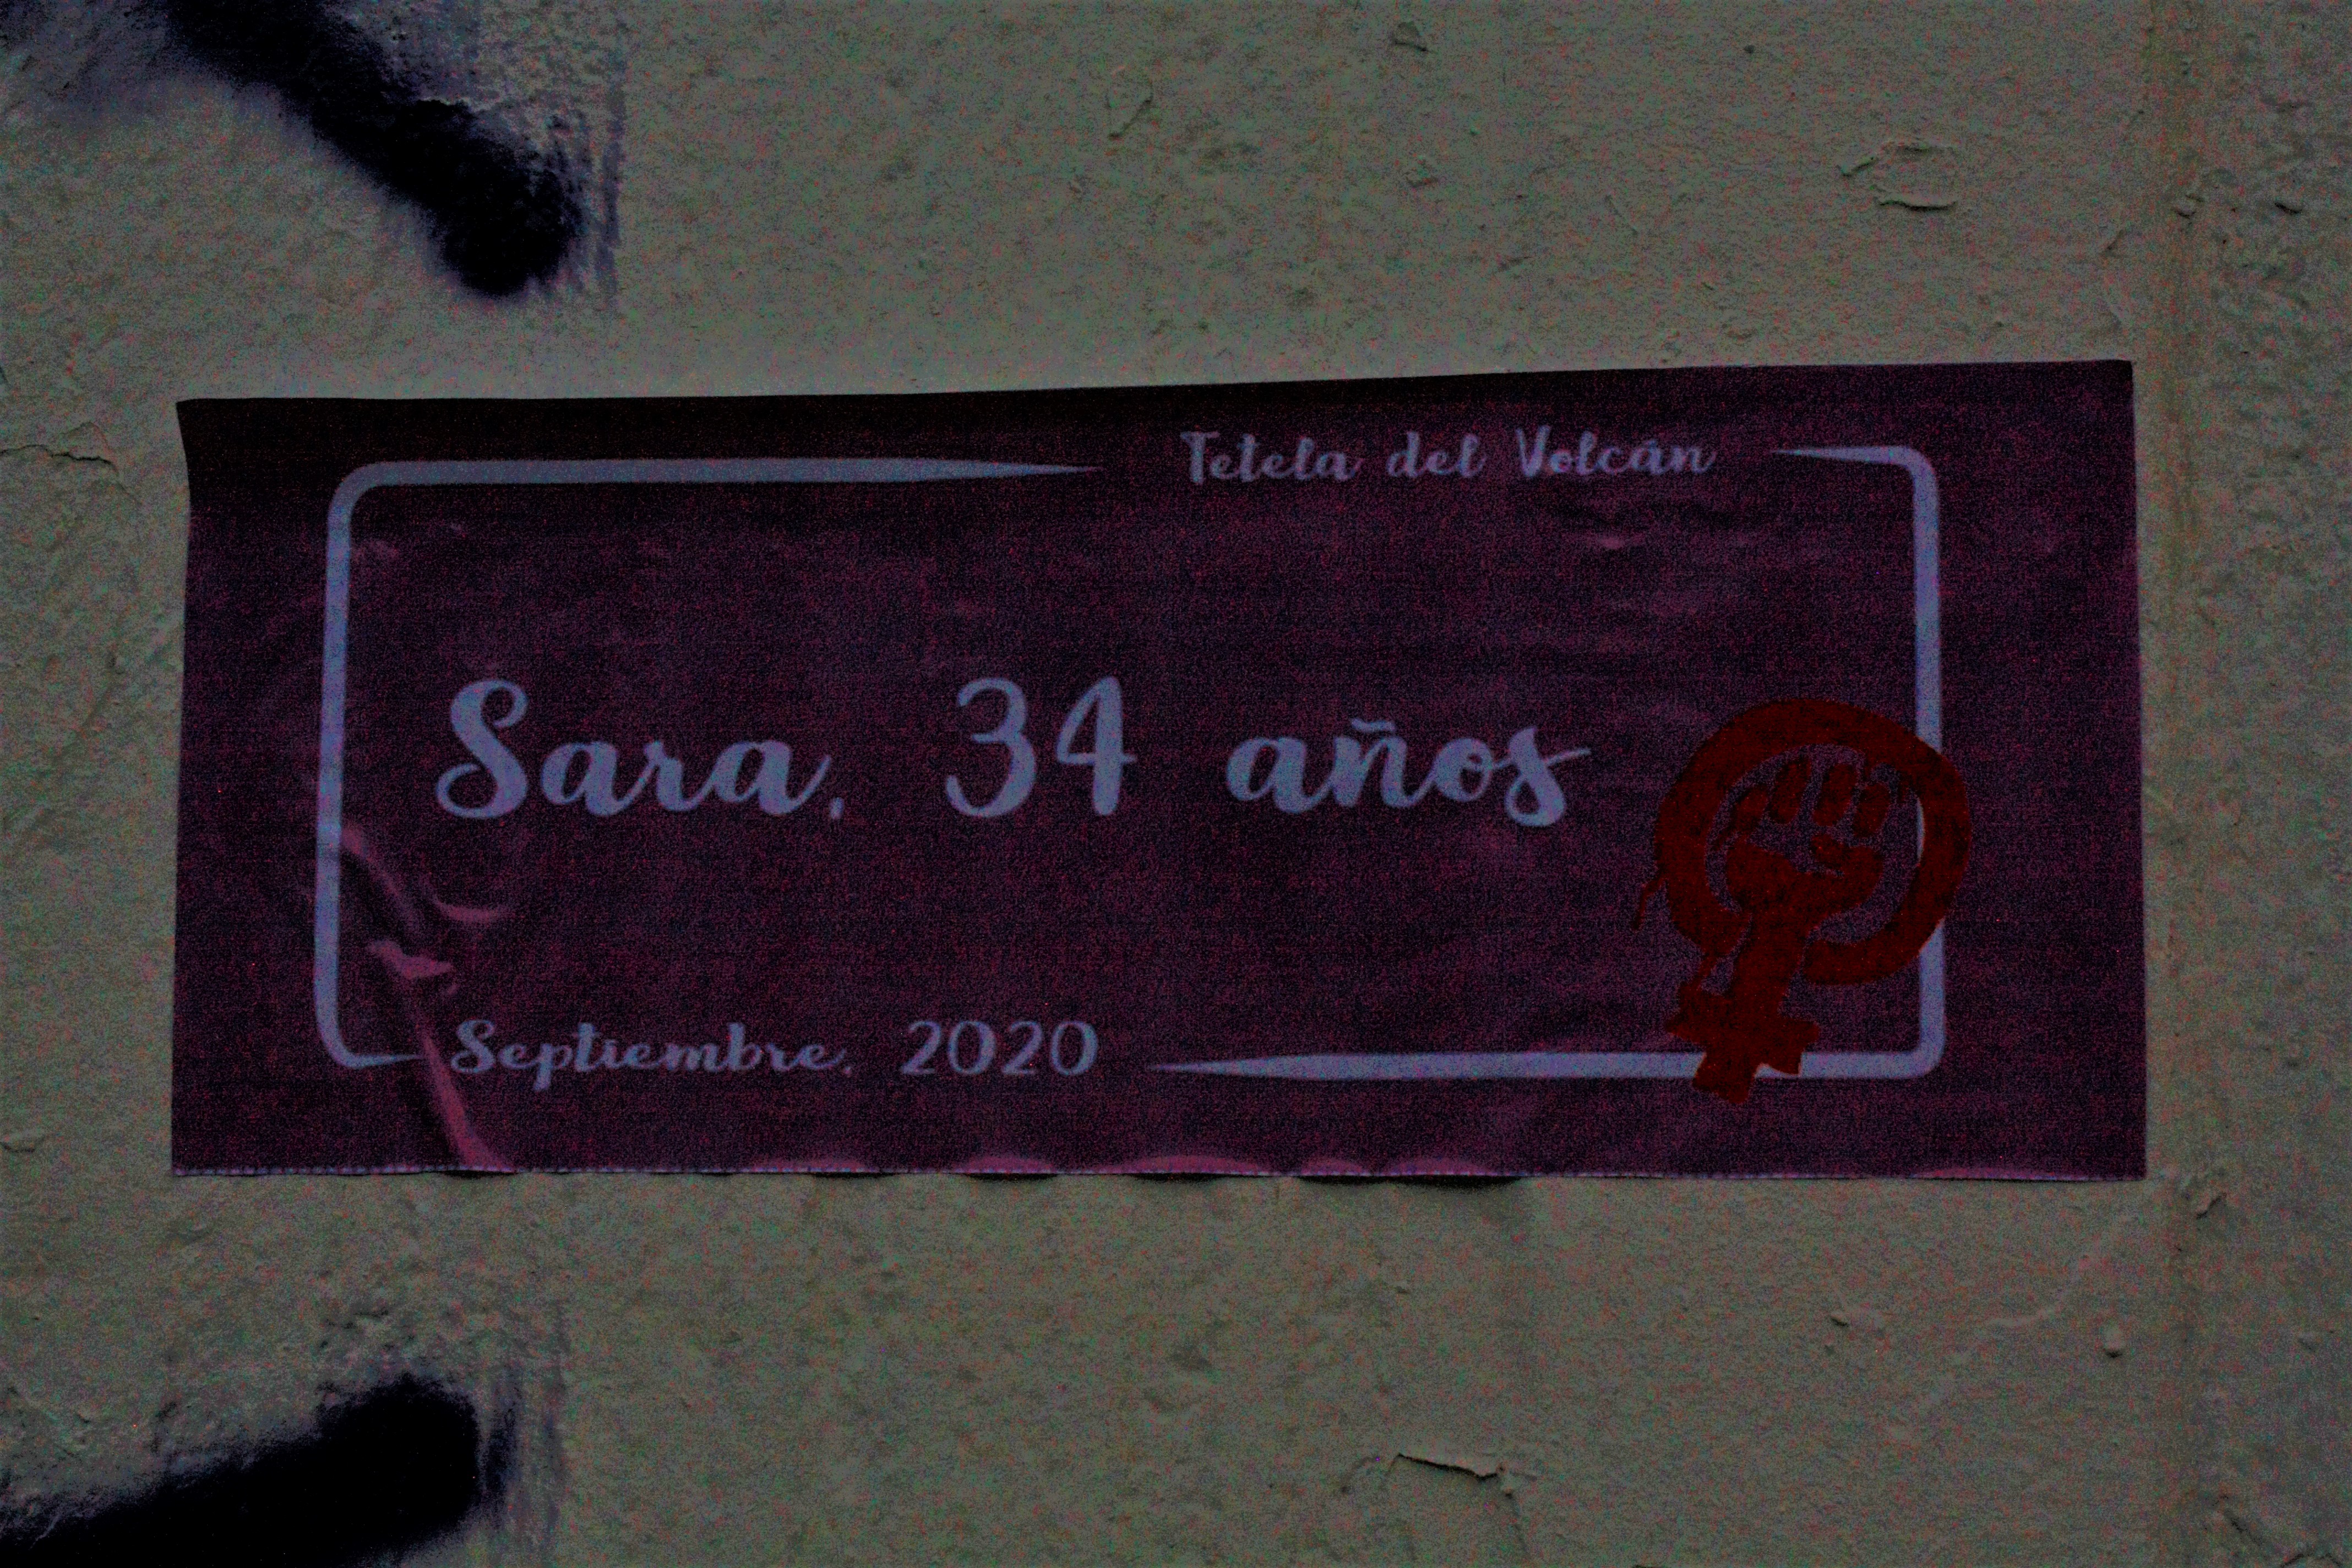 Tetela del Volcán
Sara, 34 años
Septiembre, 2020